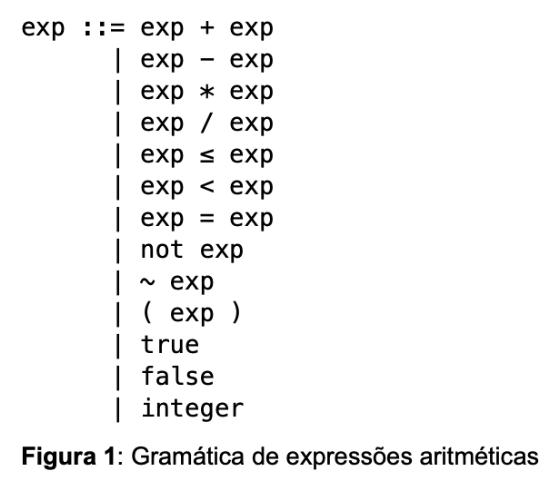 exp ::= exp + exp
| exp - exp
| exp * exp
| exp / exp
| exp ≤ exp
| exp < exp
| exp = exp
| not exp
| ~ exp
| ( exp )
| true
| false
| integer
Figura 1: Gramática de expressões aritméticas